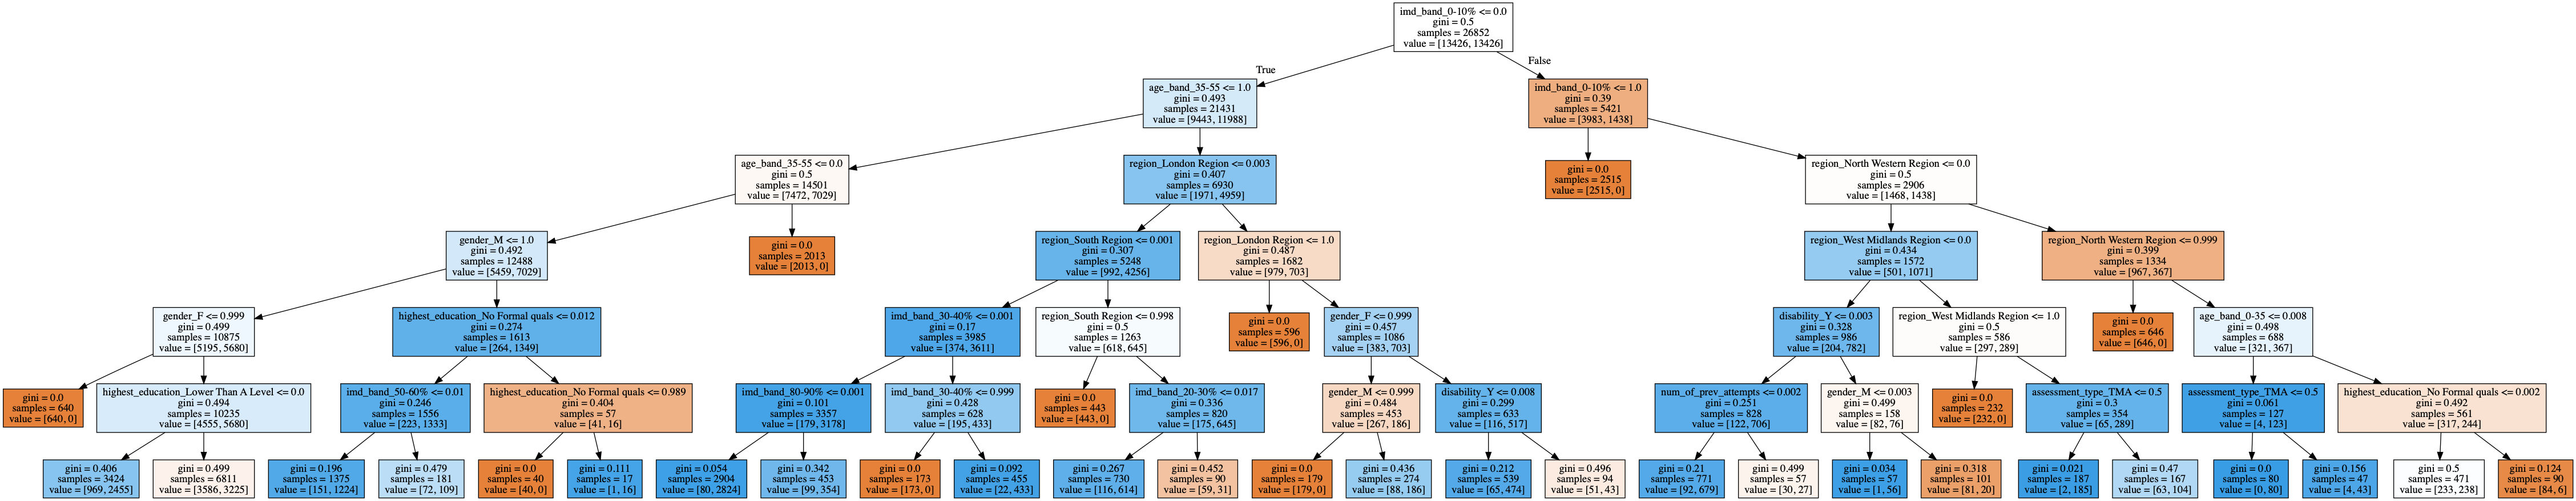 imd_band_0-10% <= 0.0
gini = 0.5
samples = 26852
value = [13426, 13426]
True
False
age_band_35-55 <= 1.0
gini = 0.493
samples = 21431
value = [9443, 11988]
imd_band_0-10% <= 1.0
gini = 0.39
samples = 5421
value = [3983, 1438]
age_band_35-55 <= 0.0
gini = 0.5
samples = 14501
value = [7472, 7029]
region_London Region <= 0.003
gini = 0.407
samples = 6930
value = [1971, 4959]
gini = 0.0
samples = 2515
value = [2515, 0]
region_North Western Region <= 0.0
gini = 0.5
samples = 2906
value = [1468, 1438]
gender_M <= 1.0
gini = 0.492
samples = 12488
value = [5459, 7029]
gini = 0.0
samples = 2013
value = [2013, 0]
region_South Region <= 0.001
gini = 0.307
samples = 5248
value = [992, 4256]
region_London Region <= 1.0
gini = 0.487
samples = 1682
value = [979, 703]
region_West Midlands Region <= 0.0
gini = 0.434
samples = 1572
value = [501, 1071]
region_North Western Region <= 0.999
gini = 0.399
samples = 1334
value = [967, 367]
gender_F <= 0.999
gini = 0.499
samples = 10875
value = [5195, 5680]
highest_education_No Formal quals <= 0.012
gini = 0.274
samples = 1613
value = [264, 1349]
imd_band_30-40% <= 0.001
gini = 0.17
samples = 3985
value = [374, 3611]
region_South Region <= 0.998
gini = 0.5
samples = 1263
value = [618, 645]
gini = 0.0
samples = 596
value = [596, 0]
gender_F <= 0.999
gini = 0.457
samples = 1086
value = [383, 703]
disability_Y <= 0.003
gini = 0.328
samples = 986
value = [204, 782]
region_West Midlands Region <= 1.0
gini = 0.5
samples = 586
value = [297, 289]
gini = 0.0
samples = 646
value = [646, 0]
age_band_0-35 <= 0.008
gini = 0.498
samples = 688
value = [321, 367]
gini = 0.0
samples = 640
value = [640, 0]
highest_education_Lower Than A Level <= 0.0
gini = 0.494
samples = 10235
value = [4555, 5680]
imd_band_50-60% <= 0.01
gini = 0.246
samples = 1556
value = [223, 1333]
highest_education_No Formal quals <= 0.989
gini = 0.404
samples = 57
value = [41, 16]
imd_band_80-90% <= 0.001
gini = 0.101
samples = 3357
value = [179, 3178]
imd_band_30-40% <= 0.999
gini = 0.428
samples = 628
value = [195, 433]
gini = 0.0
samples = 443
value = [443, 0]
imd_band_20-30% <= 0.017
gini = 0.336
samples = 820
value = [175, 645]
gender_M <= 0.999
gini = 0.484
samples = 453
value = [267, 186]
disability_Y <= 0.008
gini = 0.299
samples = 633
value = [116, 517]
num_of_prev_attempts <= 0.002
gini = 0.251
samples = 828
value = [122, 706]
gender_M <= 0.003
gini = 0.499
samples = 158
value = [82, 76]
gini = 0.0
samples = 232
value = [232, 0]
assessment_type_TMA <= 0.5
gini = 0.3
samples = 354
value = [65, 289]
assessment_type_TMA <= 0.5
gini = 0.061
samples = 127
value = [4, 123]
highest_education_No Formal quals <= 0.002
gini = 0.492
samples = 561
value = [317, 244]
gini = 0.406
samples = 3424
value = [969, 2455]
gini = 0.499
samples = 6811
value = [3586, 3225]
gini = 0.196
samples = 1375
value = [151, 1224]
gini = 0.479
samples = 181
value = [72, 109]
gini = 0.0
samples = 40
value = [40, 0]
gini = 0.111
samples = 17
value = [1, 16]
gini = 0.054
samples = 2904
value = [80, 2824]
gini = 0.342
samples = 453
value = [99, 354]
gini = 0.0
samples = 173
value = [173, 0]
gini = 0.092
samples = 455
value = [22, 433]
gini = 0.267
samples = 730
value = [116, 614]
gini = 0.452
samples = 90
value = [59, 31]
gini = 0.0
samples = 179
value = [179, 0]
gini = 0.436
samples = 274
value = [88, 186]
gini = 0.212
samples = 539
value = [65, 474]
gini = 0.496
samples = 94
value = [51, 43]
gini = 0.21
samples = 771
value = [92, 679]
gini = 0.499
samples = 57
value = [30, 27]
gini = 0.034
samples = 57
value = [1, 56]
gini = 0.318
samples = 101
value = [81, 20]
gini = 0.021
samples = 187
value = [2, 185]
gini = 0.47
samples = 167
value = [63, 104]
gini = 0.0
samples = 80
value = [0, 80]
gini = 0.156
samples = 47
value = [4, 43]
gini = 0.5
samples = 471
value = [233, 238]
gini = 0.124
samples = 90
value = [84, 6]